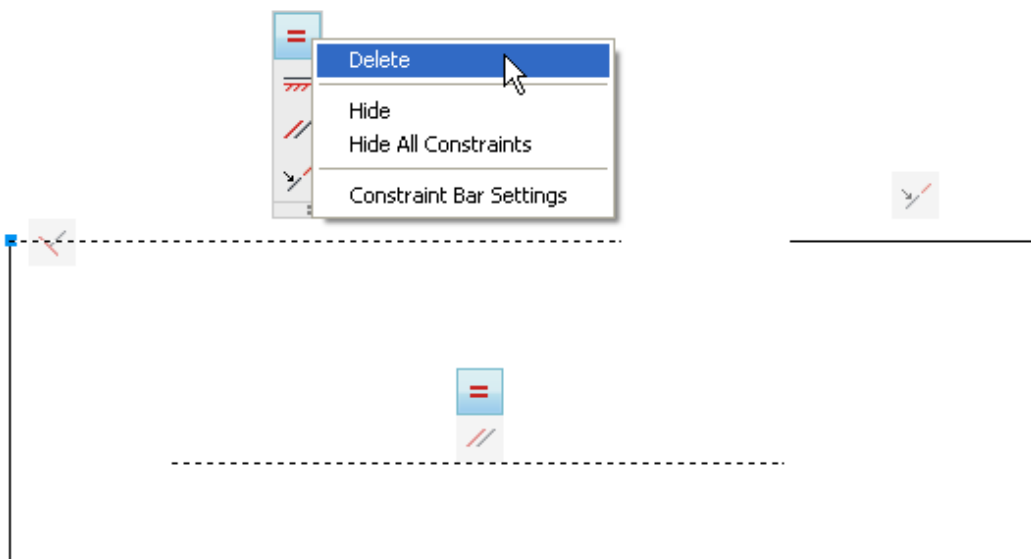 Delete
Hide
Hide All Constraints
Constraint Bar Settings